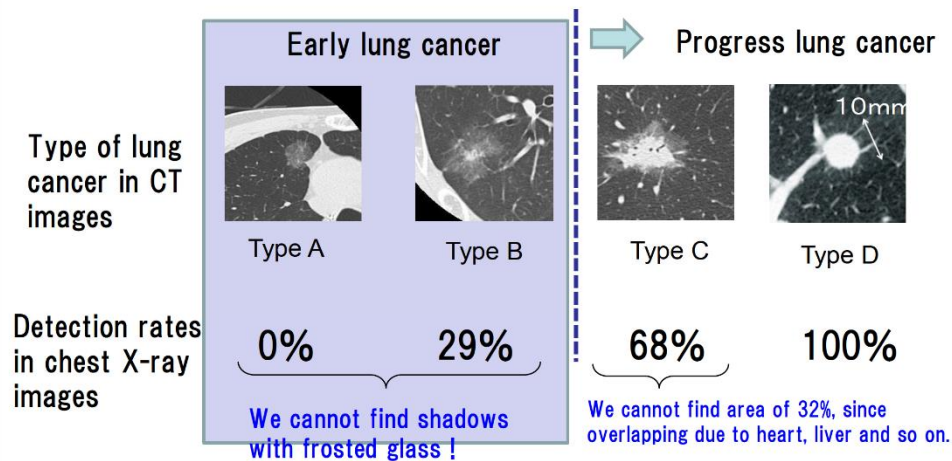 Early lung cancer
Progress lung cancer
10mm
Type of lung
cancer in CT
images
Type A
Type B
Type C
Type D
Detection rates
in chest X-ray
images
0%
29%
68%
100%
We cannot find shadows
with frosted glass !
We cannot find area of 32%, since
overlapping due to heart, liver and so on.